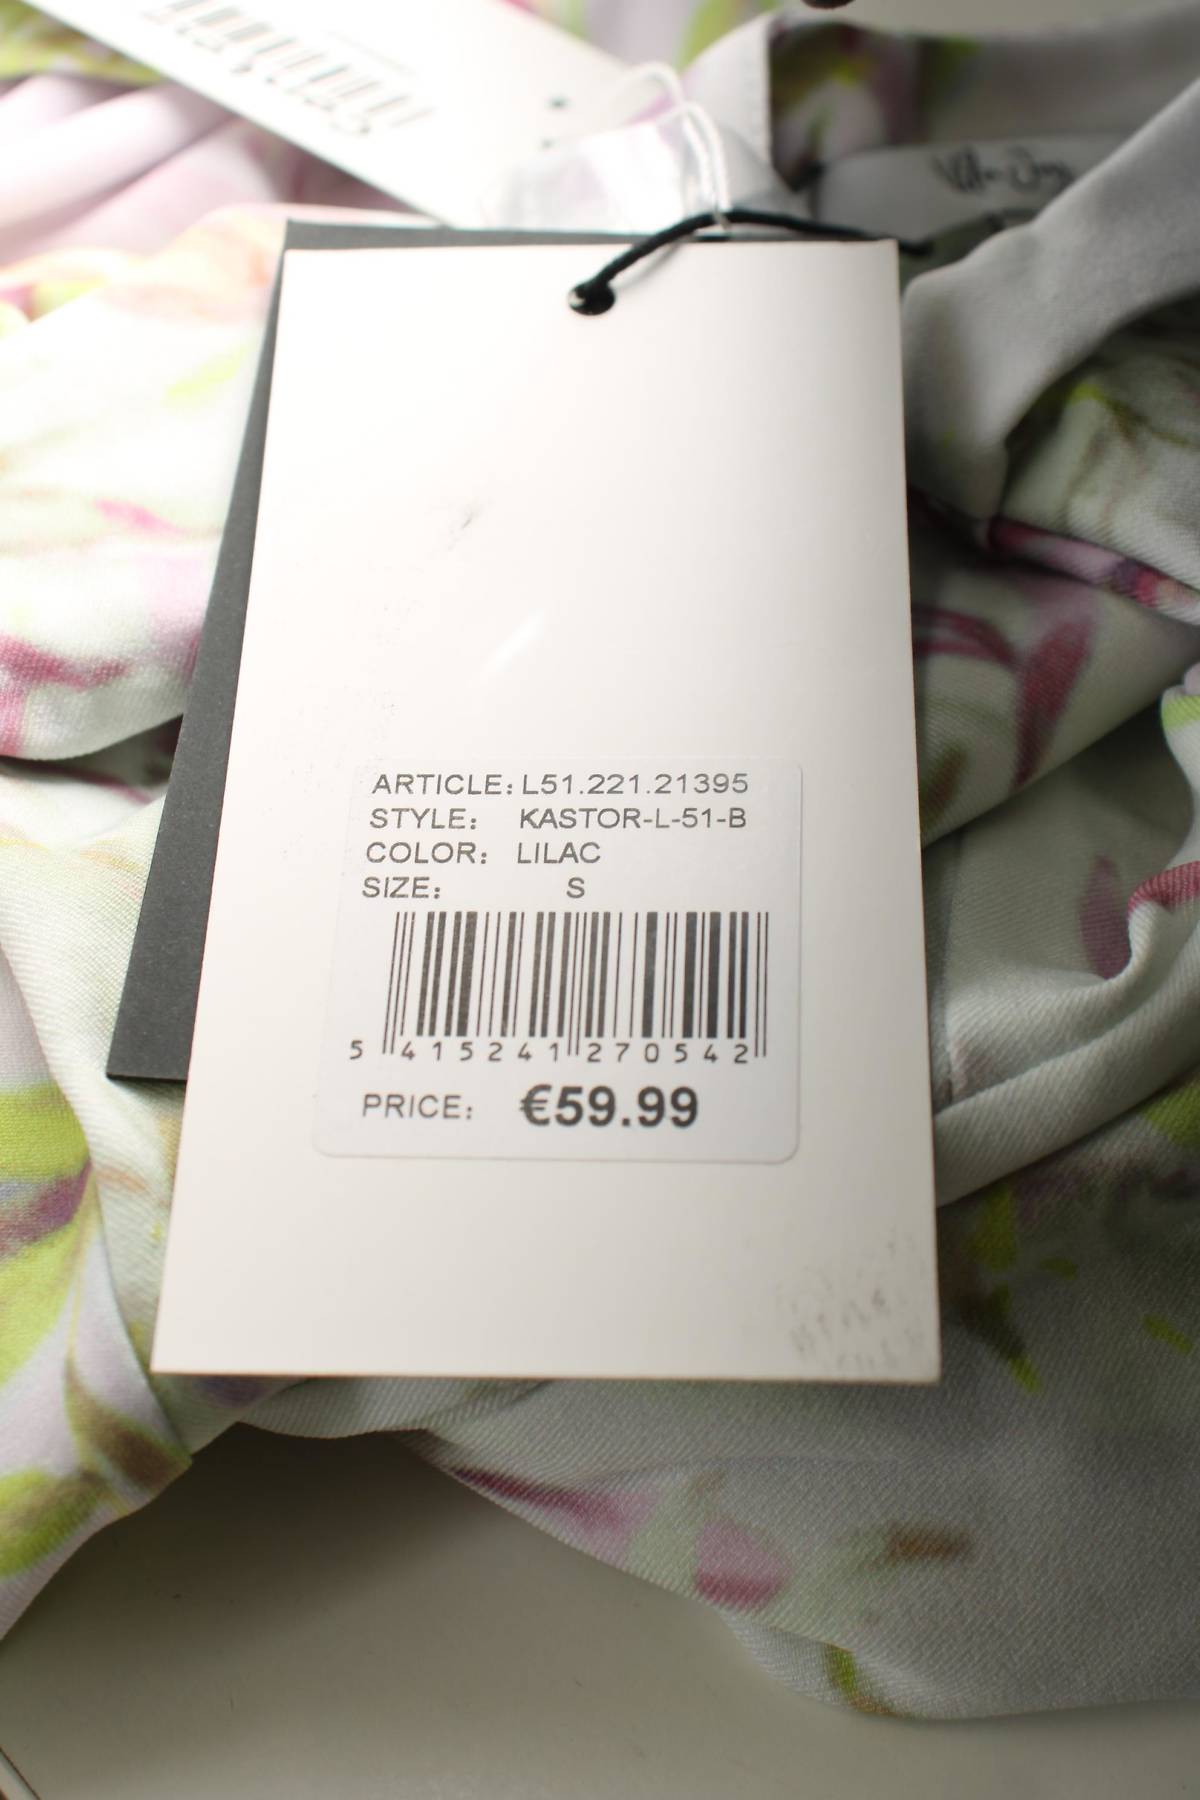 ARTICLE: L51.221.21395
STYLE: KASTOR-L-51-B
COLOR: LILAC
SIZE: S
5 415241 270542
PRICE: €59.99